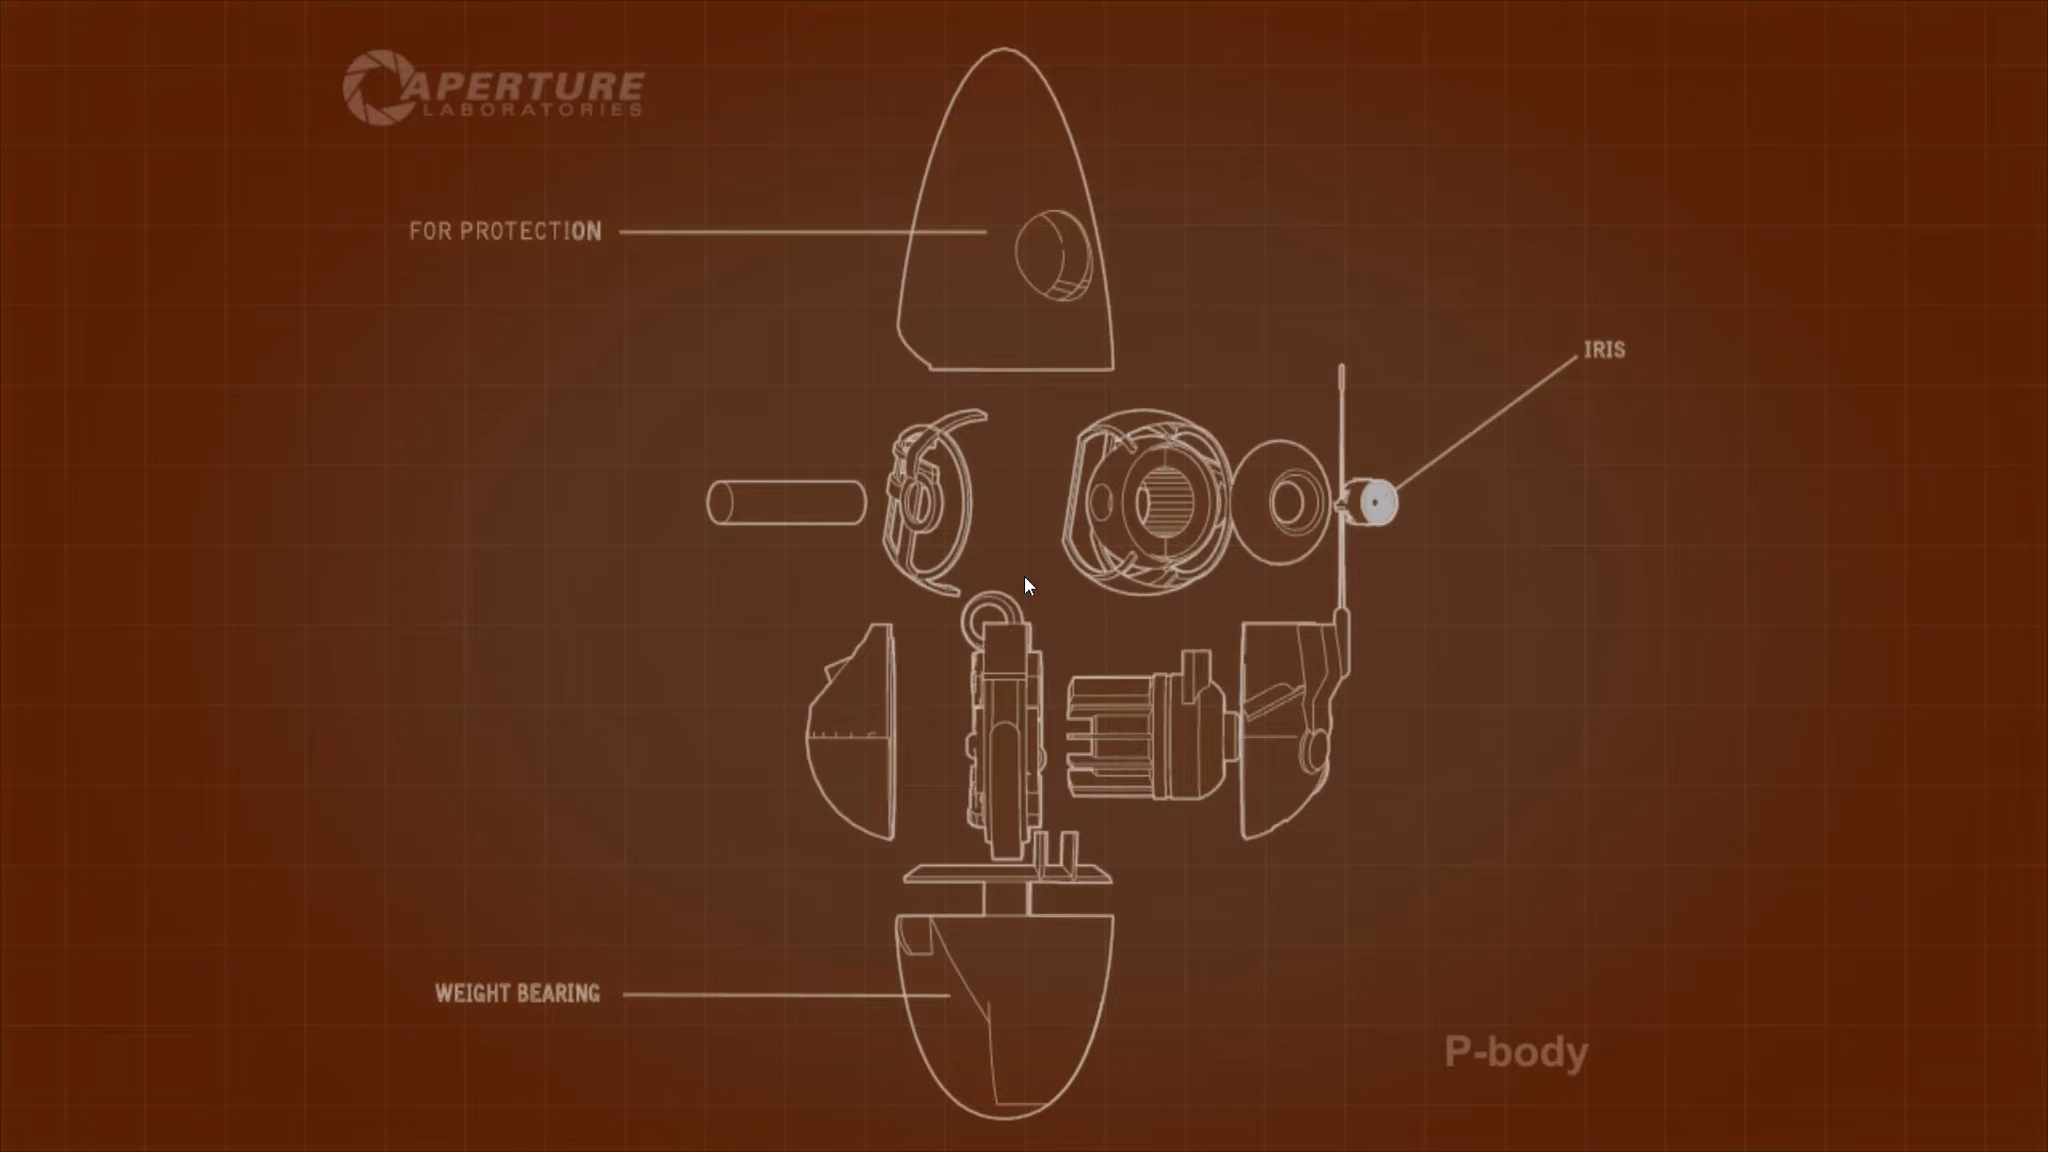 APERTURE
LABORATORIES
FOR PROTECTION
IRIS
WEIGHT BEARING
P-body